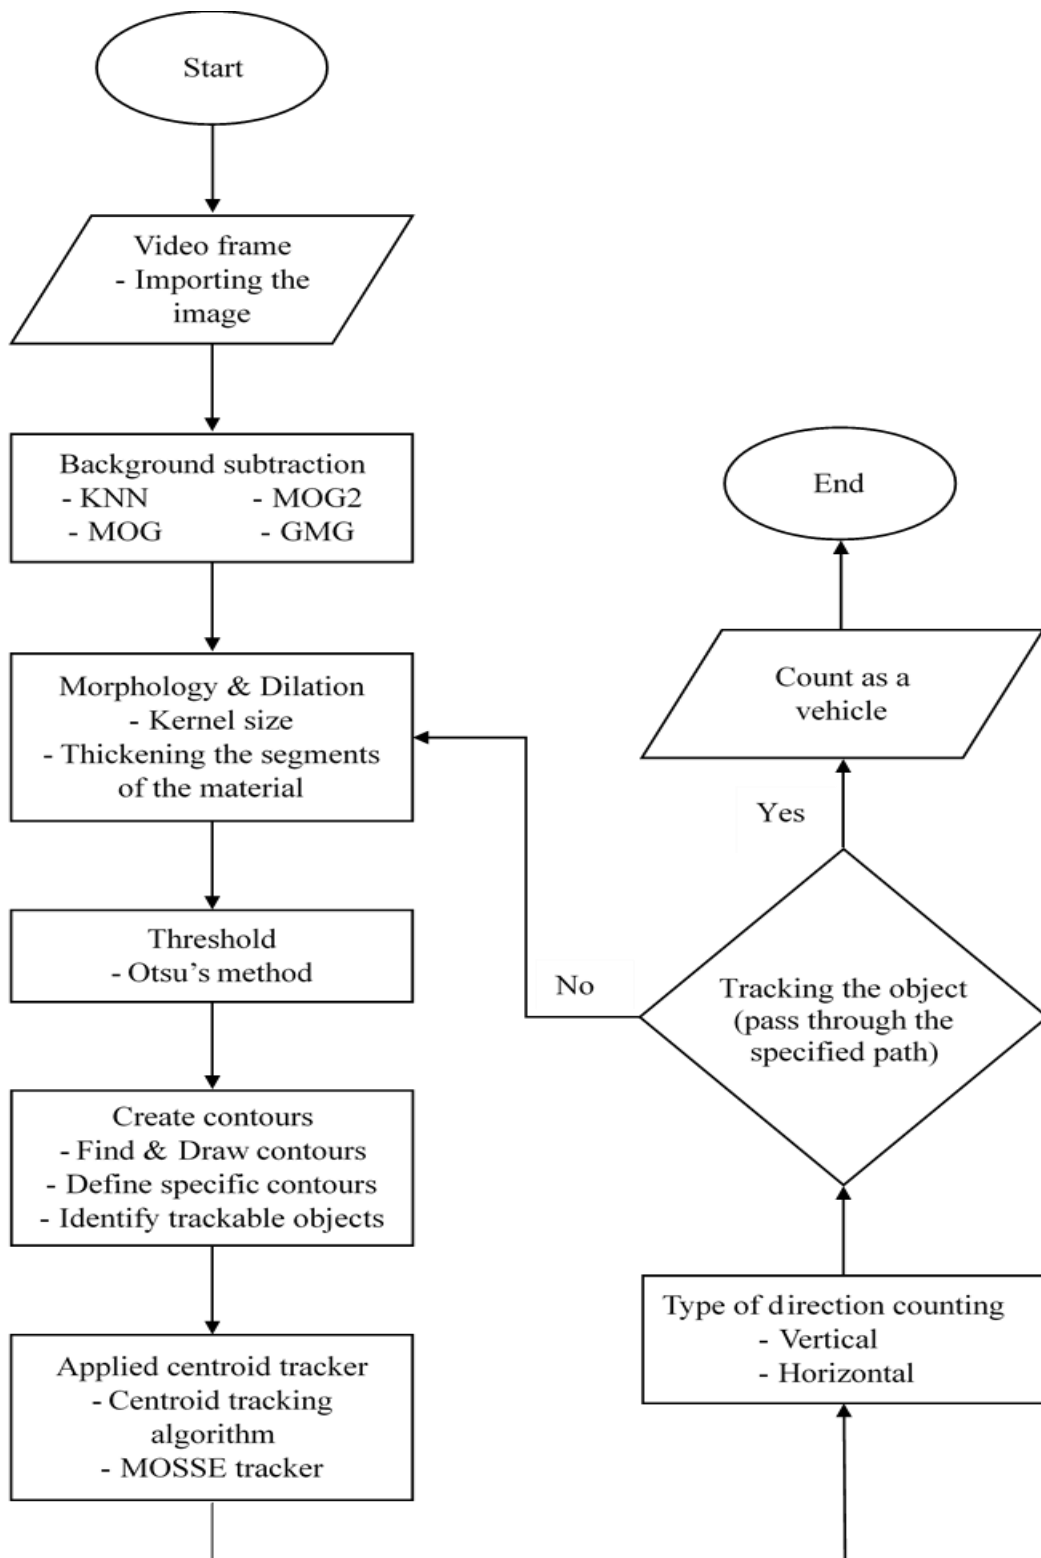 Start
Video frame
- Importing the
image
Background subtraction
- KNN - MOG2
- MOG - GMG
Morphology & Dilation
- Kernel size
- Thickening the segments
of the material
Threshold
- Otsu's method
Create contours
- Find & Draw contours
- Define specific contours
- Identify trackable objects
Applied centroid tracker
- Centroid tracking
algorithm
- MOSSE tracker
Type of direction counting
- Vertical
- Horizontal
Tracking the object
(pass through the
specified path)
No
Yes
Count as a
vehicle
End